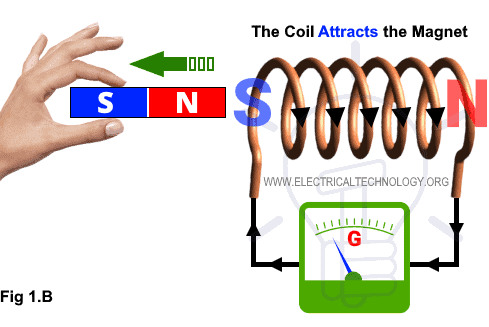 The Coil Attracts the Magnet
S N
S N
WWW.ELECTRICALTECHNOLOGY.ORG
G
Fig 1.B